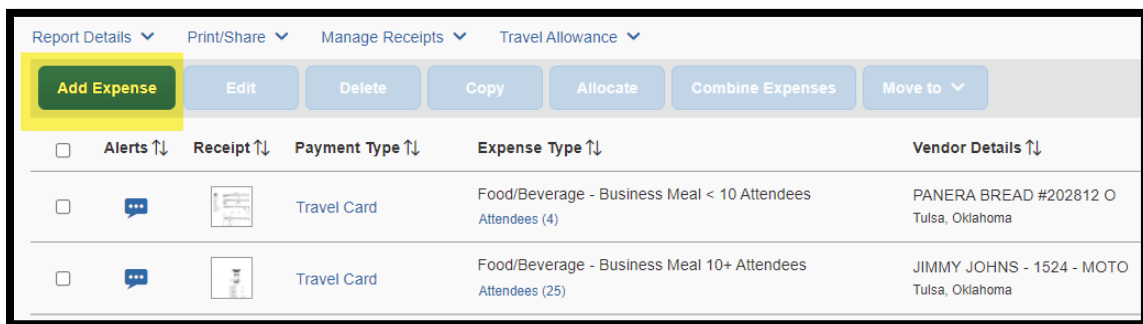 Report Details Print/Share Manage Receipts Travel Allowance
Add Expense Edit Delete Copy Allocate Combine Expenses Move to
Alerts Receipt Payment Type Expense Type Vendor Details
Travel Card Food/Beverage - Business Meal < 10 Attendees PANERA BREAD #202812 O
Attendees (4) Tulsa, Oklahoma
Travel Card Food/Beverage - Business Meal 10+ Attendees JIMMY JOHNS - 1524 - MOTO
Attendees (25) Tulsa, Oklahoma